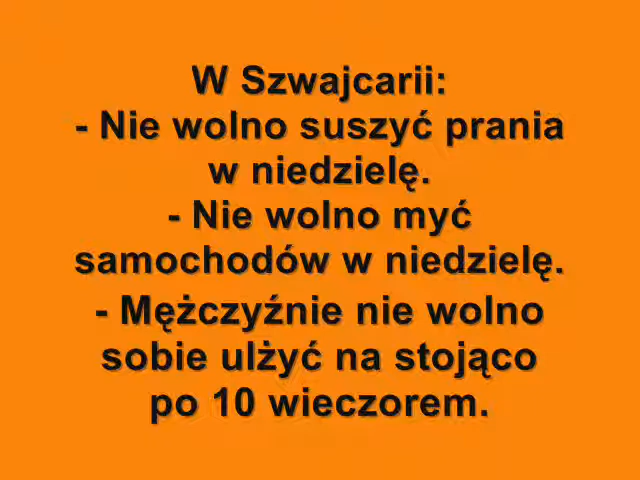 W Szwajcarii:
- Nie wolno suszyć prania
w niedzielę.
- Nie wolno myć
samochodów w niedzielę.
- Mężczyźnie nie wolno
sobie ulżyć na stojąco
po 10 wieczorem.